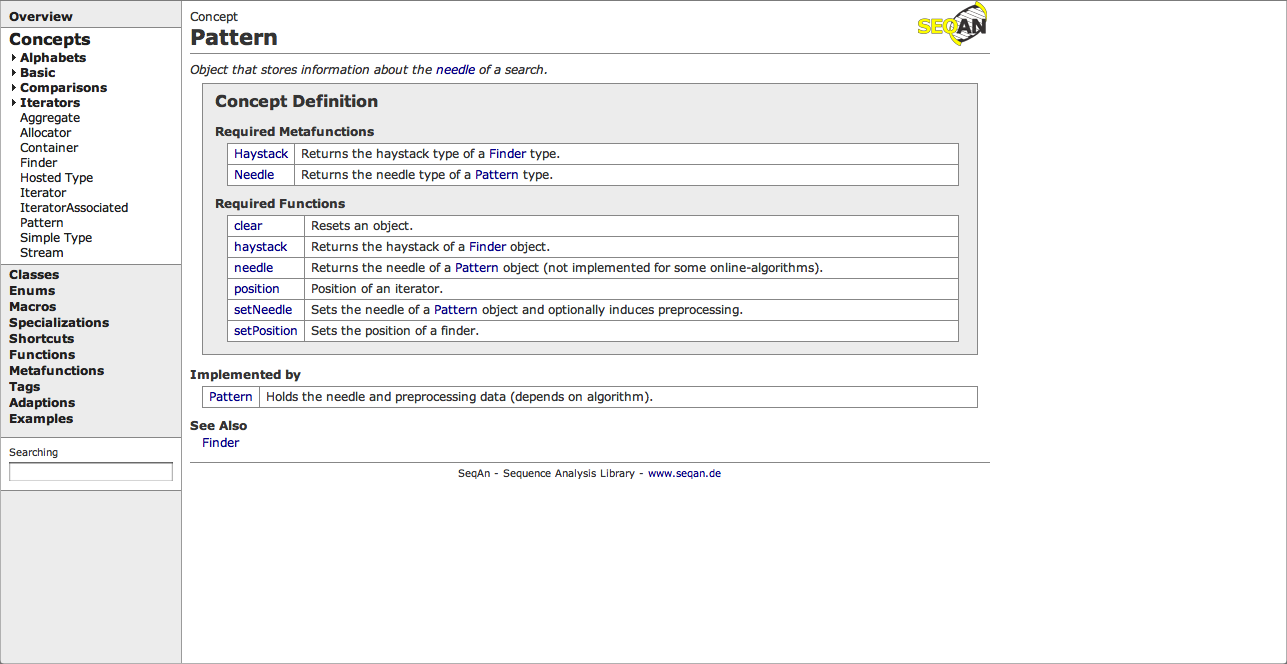 Overview
Concepts
Alphabets
Basic
Comparisons
Iterators
Aggregate
Allocator
Container
Finder
Hosted Type
Iterator
IteratorAssociated
Pattern
Simple Type
Stream
Classes
Enums
Macros
Specializations
Shortcuts
Functions
Metafunctions
Tags
Adaptions
Examples
Searching
Concept
SEQAN
Pattern
Object that stores information about the needle of a search.
Concept Definition
Required Metafunctions
Haystack Returns the haystack type of a Finder type.
Needle Returns the needle type of a Pattern type.
Required Functions
clear Resets an object.
haystack Returns the haystack of a Finder object.
needle Returns the needle of a Pattern object (not implemented for some online-algorithms).
position Position of an iterator.
setNeedle Sets the needle of a Pattern object and optionally induces preprocessing.
setPosition Sets the position of a finder.
Implemented by
Pattern Holds the needle and preprocessing data (depends on algorithm).
See Also
Finder
SeqAn - Sequence Analysis Library - www.seqan.de